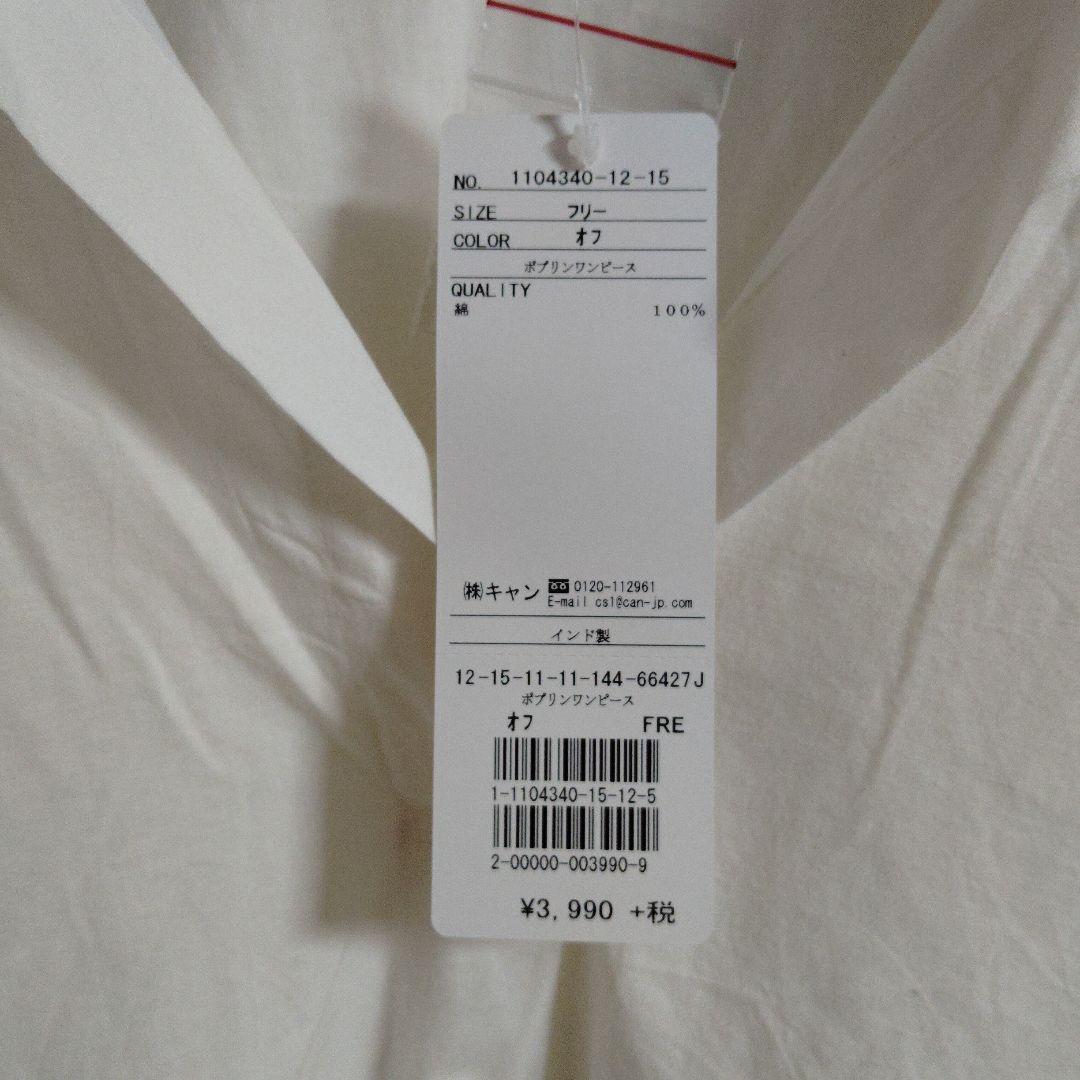 NO. 1104340-12-15
SIZE フリー
COLOR オフ
ポプリンワンピース
QUALITY
綿 100%
㈱キャン 0120-112961
E-mail cs1@can-jp.com
インド製
12-15-11-11-144-66427J
ポプリンワンピース
オフ FRE
1-1104340-15-12-5
2-00000-003990-9
¥3,990 +税